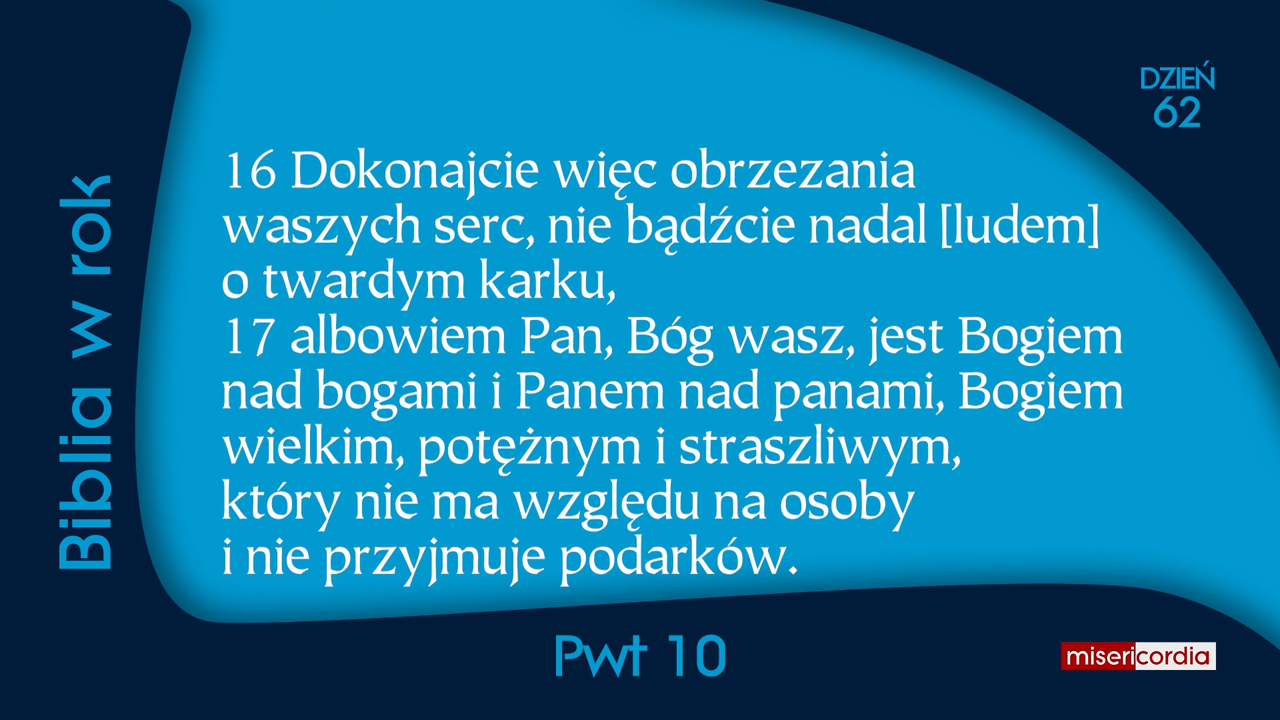 DZIEŃ
62
Biblia w rok
16 Dokonajcie więc obrzezania
waszych serc, nie bądźcie nadal [ludem]
o twardym karku,
17 albowiem Pan, Bóg wasz, jest Bogiem
nad bogami i Panem nad panami, Bogiem
wielkim, potężnym i straszliwym,
który nie ma względu na osoby
i nie przyjmuje podarków.
Pwt 10
misericordia